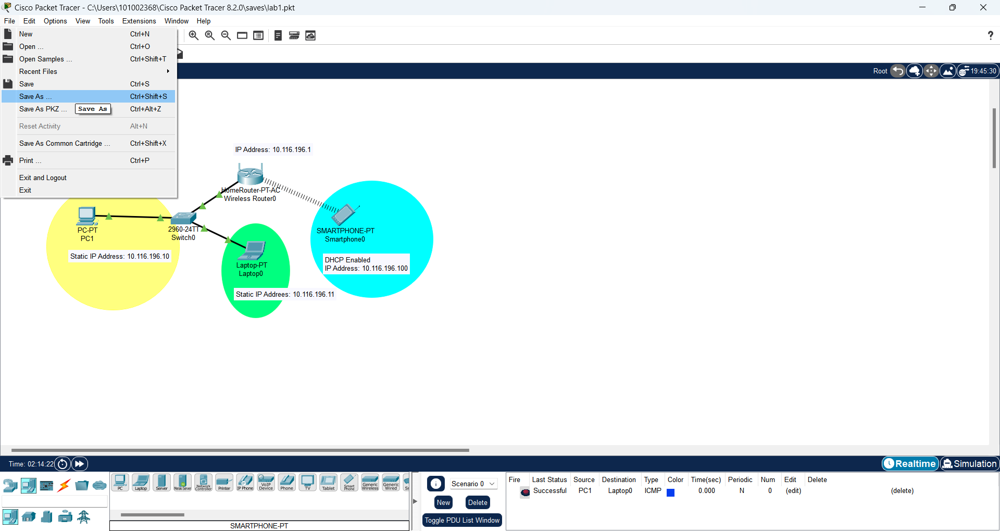 Cisco Packet Tracer - C:\Users\101002368\Cisco Packet Tracer 8.2.0\saves\lab1.pkt
File Edit Options View Tools Extensions Window Help
New Ctrl+N
Open ... Ctrl+O
Open Samples ... Ctrl+Shift+T
Recent Files
Save Ctrl+S
Save As ... Ctrl+Shift+S
Save As PKZ ... Ctrl+Alt+Z
Save As
Reset Activity Alt+N
Save As Common Cartridge ... Ctrl+Shift+X
Print ... Ctrl+P
Exit and Logout
Exit
Root 19:45:30
IP Address: 10.116.196.1
HomeRouter-PT-AC
Wireless Router0
PC-PT
PC1
2960-24TT
Switch0
Static IP Address: 10.116.196.10
Laptop-PT
Laptop0
Static IP Addrees: 10.116.196.11
SMARTPHONE-PT
Smartphone0
DHCP Enabled
IP Address: 10.116.196.100
Time: 02:14:22
Realtime Simulation
PC Laptop Server Meraki Server Network Controller Printer IP Phone VoIP Device Phone TV Tablet Smart Phone Generic Wireless Generic Wired
SMARTPHONE-PT
Scenario 0
New Delete
Toggle PDU List Window
Fire Last Status Source Destination Type Color Time(sec) Periodic Num Edit Delete
Successful PC1 Laptop0 ICMP 0.000 N 0 (edit) (delete)